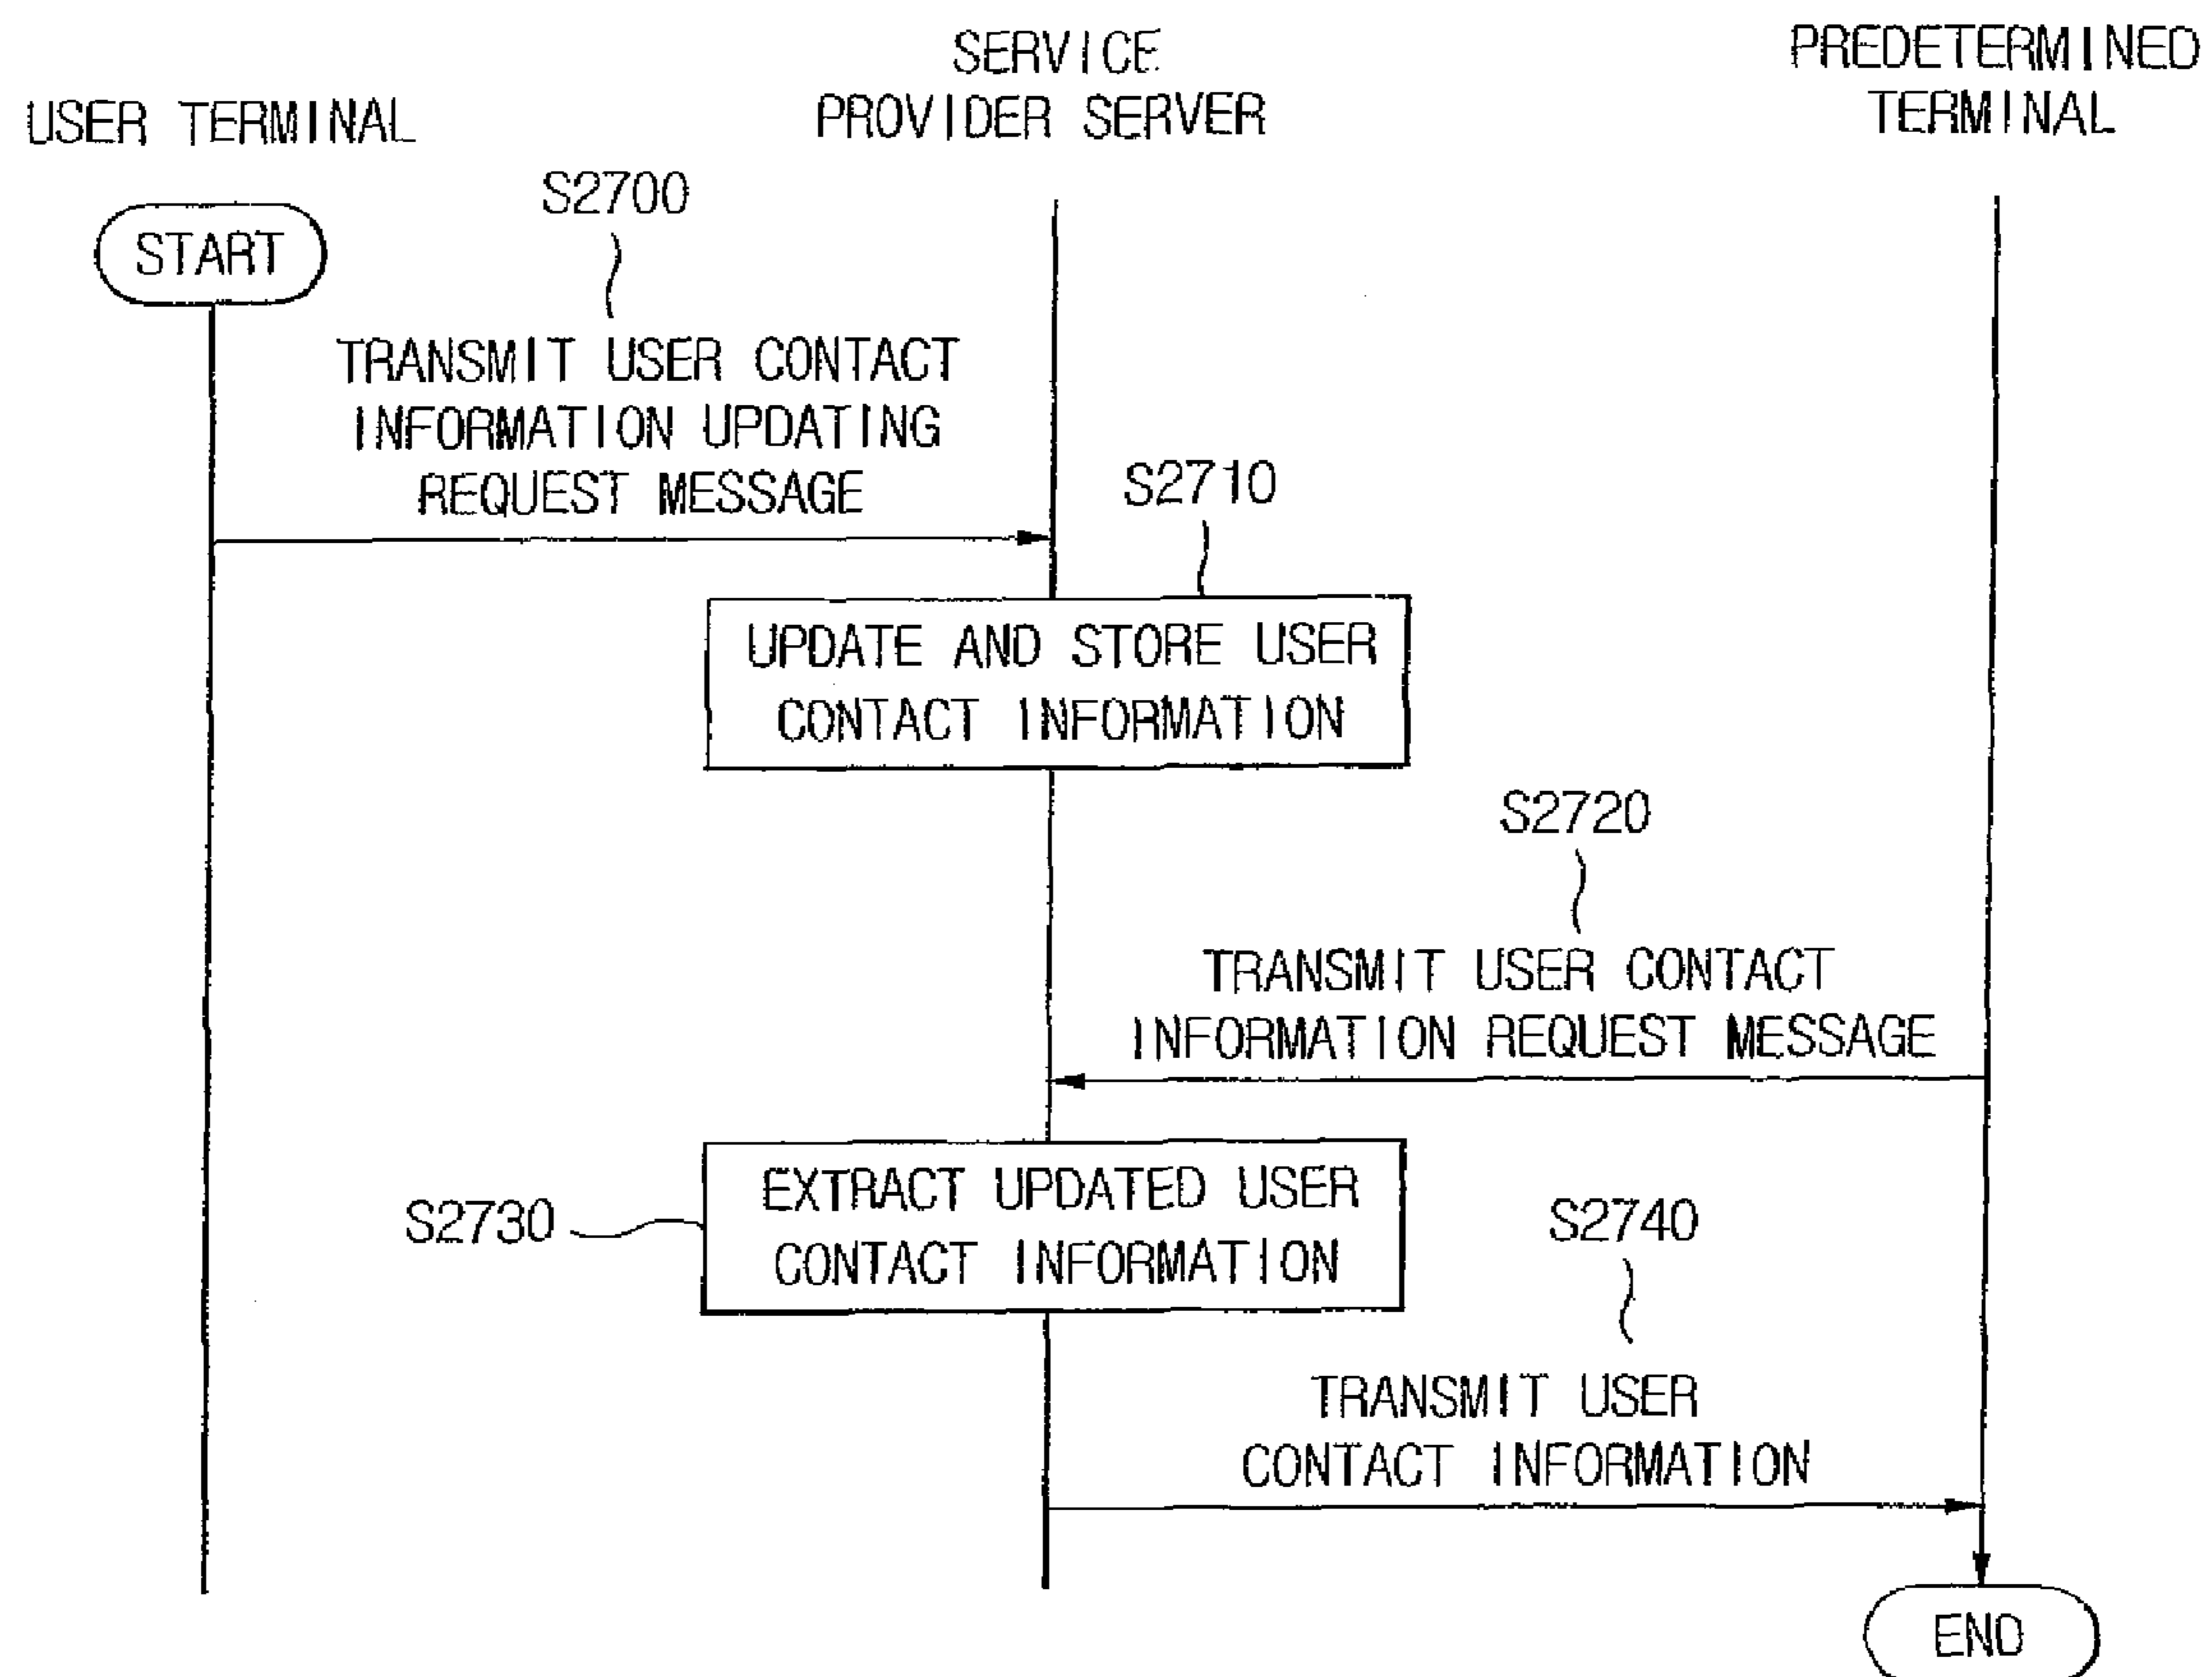 USER TERMINAL
SERVICE
PROVIDER SERVER
PREDETERMINED
TERMINAL
START
S2700
TRANSMIT USER CONTACT
INFORMATION UPDATING
REQUEST MESSAGE
S2710
UPDATE AND STORE USER
CONTACT INFORMATION
S2720
TRANSMIT USER CONTACT
INFORMATION REQUEST MESSAGE
S2730
EXTRACT UPDATED USER
CONTACT INFORMATION
S2740
TRANSMIT USER
CONTACT INFORMATION
END